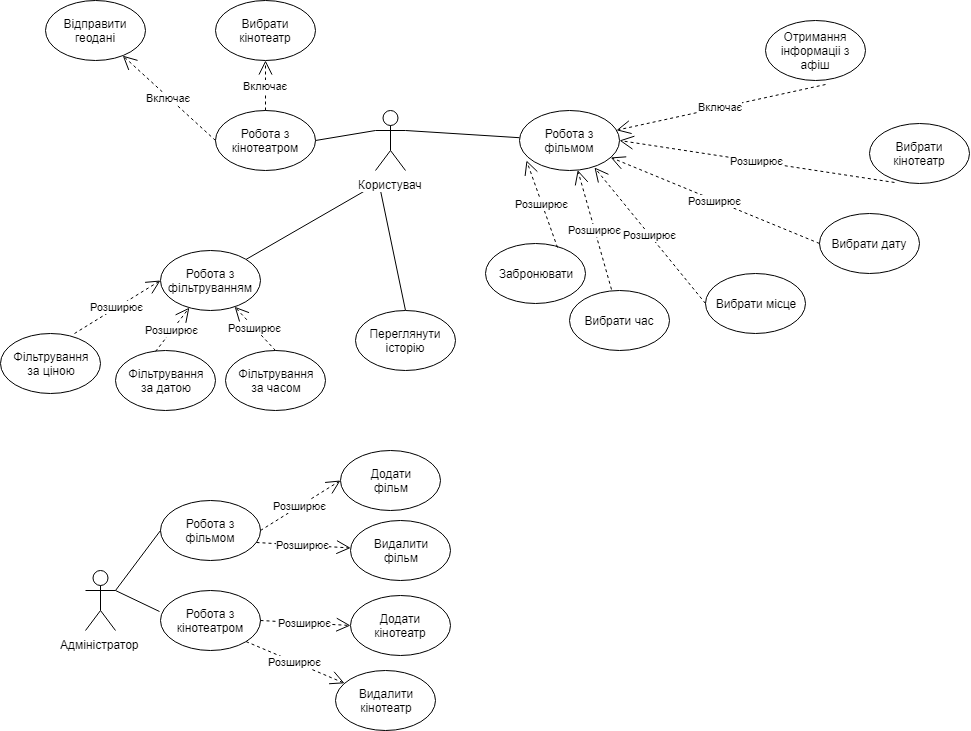 Відправити
геодані
Вибрати
кінотеатр
Отримання
інформації з
афіш
Включає
Включає
Включає
Робота з
кінотеатром
Робота з
фільмом
Вибрати
кінотеатр
Розширює
Користувач
Розширює
Розширює
Розширює
Розширює
Вибрати дату
Забронювати
Вибрати місце
Вибрати час
Робота з
фільтруванням
Розширює
Розширює
Розширює
Переглянути
історію
Фільтрування
за ціною
Фільтрування
за датою
Фільтрування
за часом
Додати
фільм
Розширює
Робота з
фільмом
Розширює
Видалити
фільм
Адміністратор
Робота з
кінотеатром
Розширює
Додати
кінотеатр
Розширює
Видалити
кінотеатр